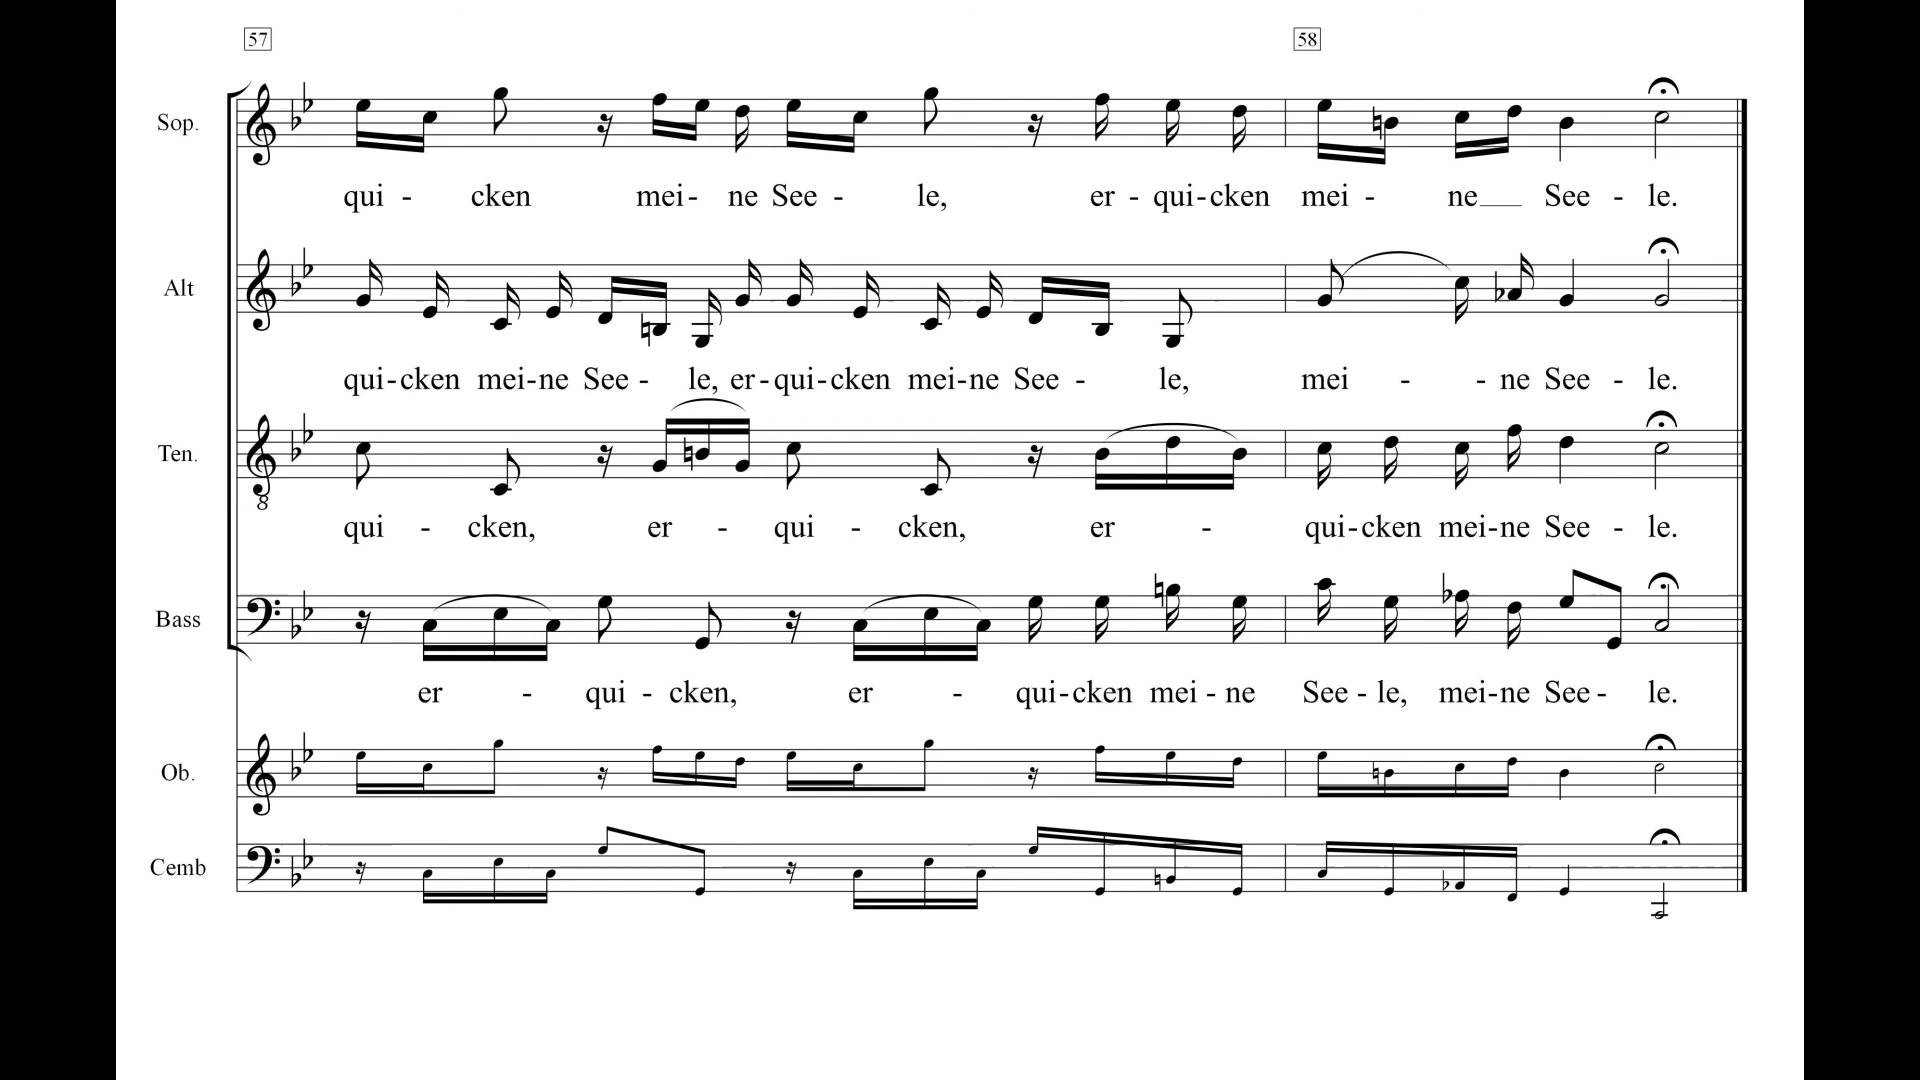 57 58
Sop.
qui - cken mei - ne See - le, er - qui - cken mei - ne See - le.
Alt
qui - cken mei - ne See - le, er - qui - cken mei - ne See - le, mei - - ne See - le.
Ten.
8
qui - cken, er - qui - cken, er - qui - cken mei - ne See - le.
Bass
er - qui - cken, er - qui - cken mei - ne See - le, mei - ne See - le.
Ob.
Cemb